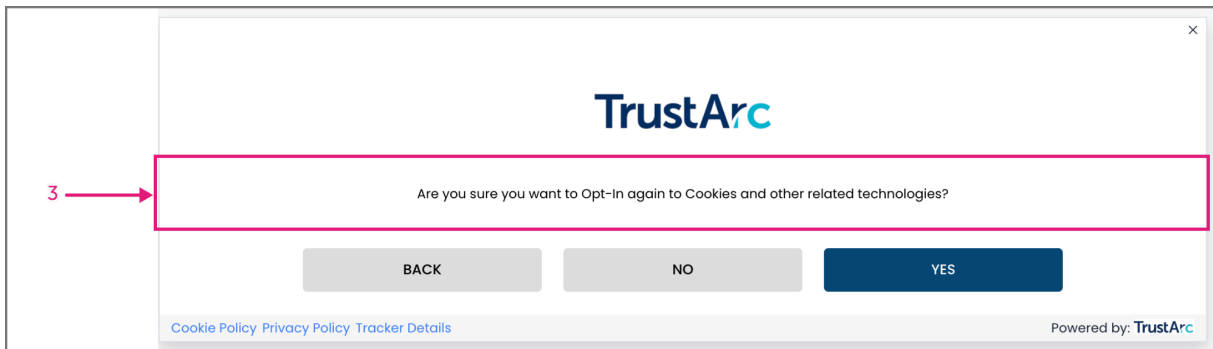 ×
TrustArc
3
Are you sure you want to Opt-In again to Cookies and other related technologies?
BACK NO YES
Cookie Policy Privacy Policy Tracker Details Powered by: TrustArc